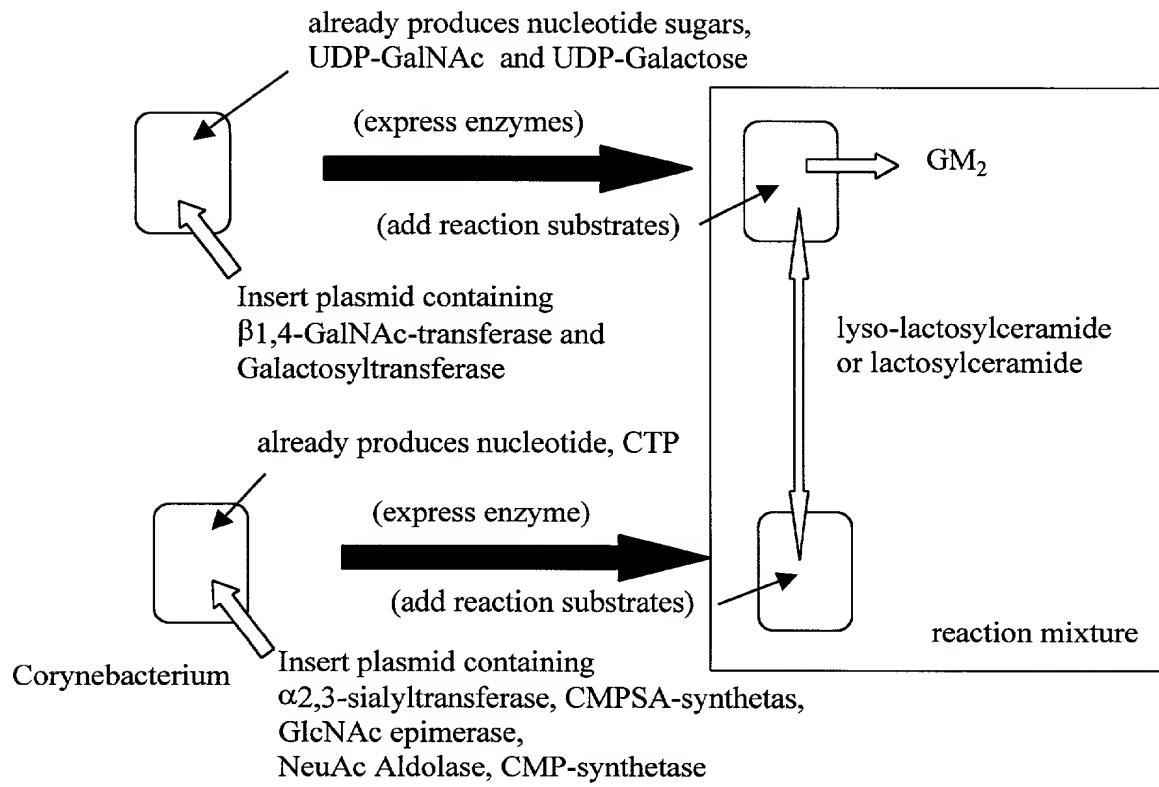 already produces nucleotide sugars,
UDP-GalNAc and UDP-Galactose
(express enzymes)
GM2
(add reaction substrates)
Insert plasmid containing
β1,4-GalNAc-transferase and
Galactosyltransferase
lyso-lactosylceramide
or lactosylceramide
already produces nucleotide, CTP
(express enzyme)
(add reaction substrates)
reaction mixture
Corynebacterium
Insert plasmid containing
α2,3-sialyltransferase, CMPSA-synthetas,
GlcNAc epimerase,
NeuAc Aldolase, CMP-synthetase